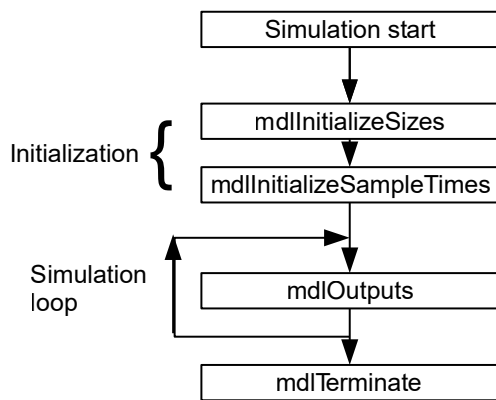 Simulation start
mdlInitializeSizes
Initialization {
mdlInitializeSampleTimes
Simulation
loop
mdlOutputs
mdlTerminate